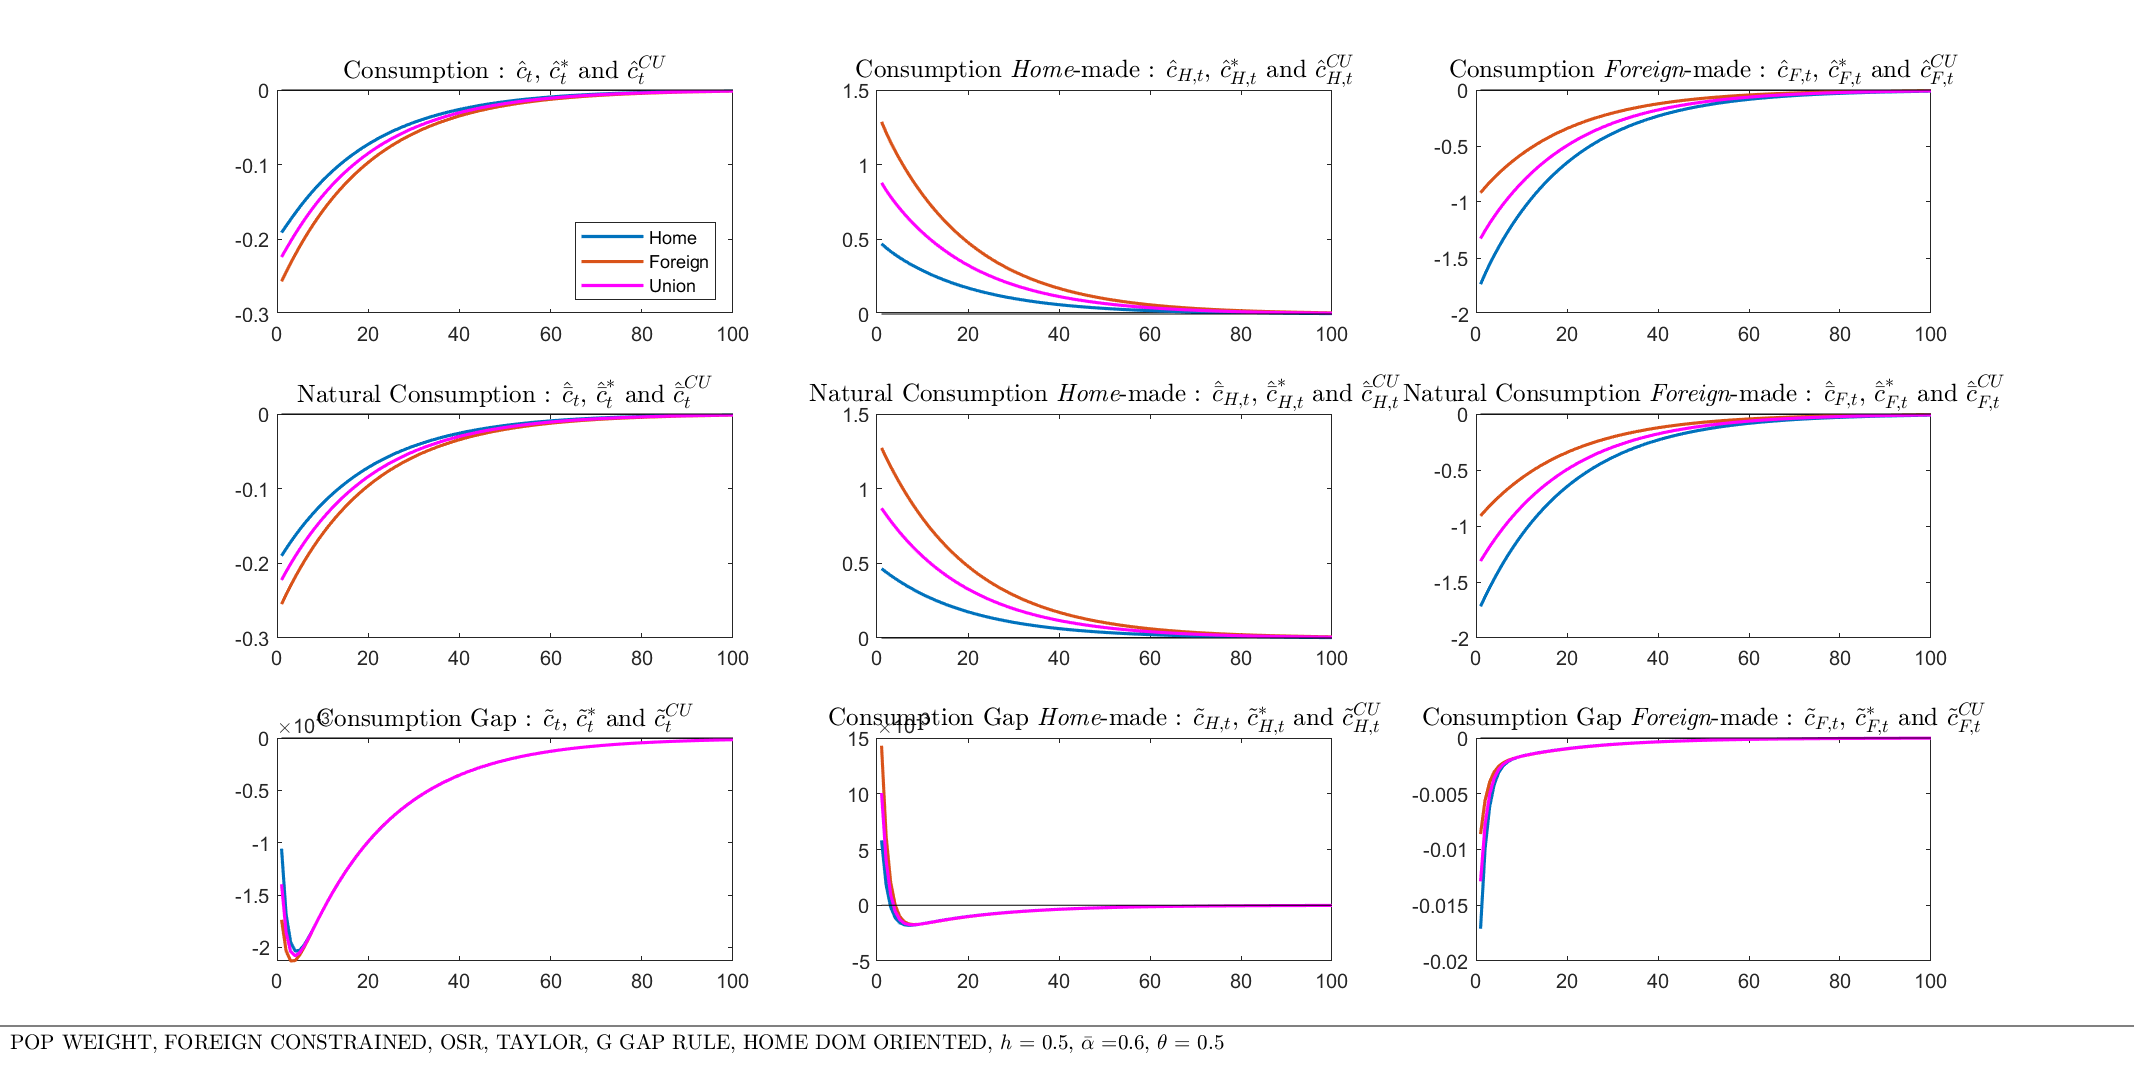 Consumption : ĉ_t, ĉ*_t and ĉ^CU_t
Consumption Home-made : ĉ_H,t, ĉ*_H,t and ĉ^CU_H,t
Consumption Foreign-made : ĉ_F,t, ĉ*_F,t and ĉ^CU_F,t
0
-0.1
-0.2
-0.3
0 20 40 60 80 100
Home
Foreign
Union
1.5
1
0.5
0
0 20 40 60 80 100
0
-0.5
-1
-1.5
-2
0 20 40 60 80 100
Natural Consumption : ĉ̄_t, ĉ̄*_t and ĉ̄^CU_t
Natural Consumption Home-made : ĉ̄_H,t, ĉ̄*_H,t and ĉ̄^CU_H,t
Natural Consumption Foreign-made : ĉ̄_F,t, ĉ̄*_F,t and ĉ̄^CU_F,t
0
-0.1
-0.2
-0.3
0 20 40 60 80 100
1.5
1
0.5
0
0 20 40 60 80 100
0
-0.5
-1
-1.5
-2
0 20 40 60 80 100
Consumption Gap : c̃_t, c̃*_t and c̃^CU_t
Consumption Gap Home-made : c̃_H,t, c̃*_H,t and c̃^CU_H,t
Consumption Gap Foreign-made : c̃_F,t, c̃*_F,t and c̃^CU_F,t
×10^-3
0
-0.5
-1
-1.5
-2
0 20 40 60 80 100
×10^-3
15
10
5
0
-5
0 20 40 60 80 100
0
-0.005
-0.01
-0.015
-0.02
0 20 40 60 80 100
POP WEIGHT, FOREIGN CONSTRAINED, OSR, TAYLOR, G GAP RULE, HOME DOM ORIENTED, h = 0.5, ᾱ =0.6, θ = 0.5